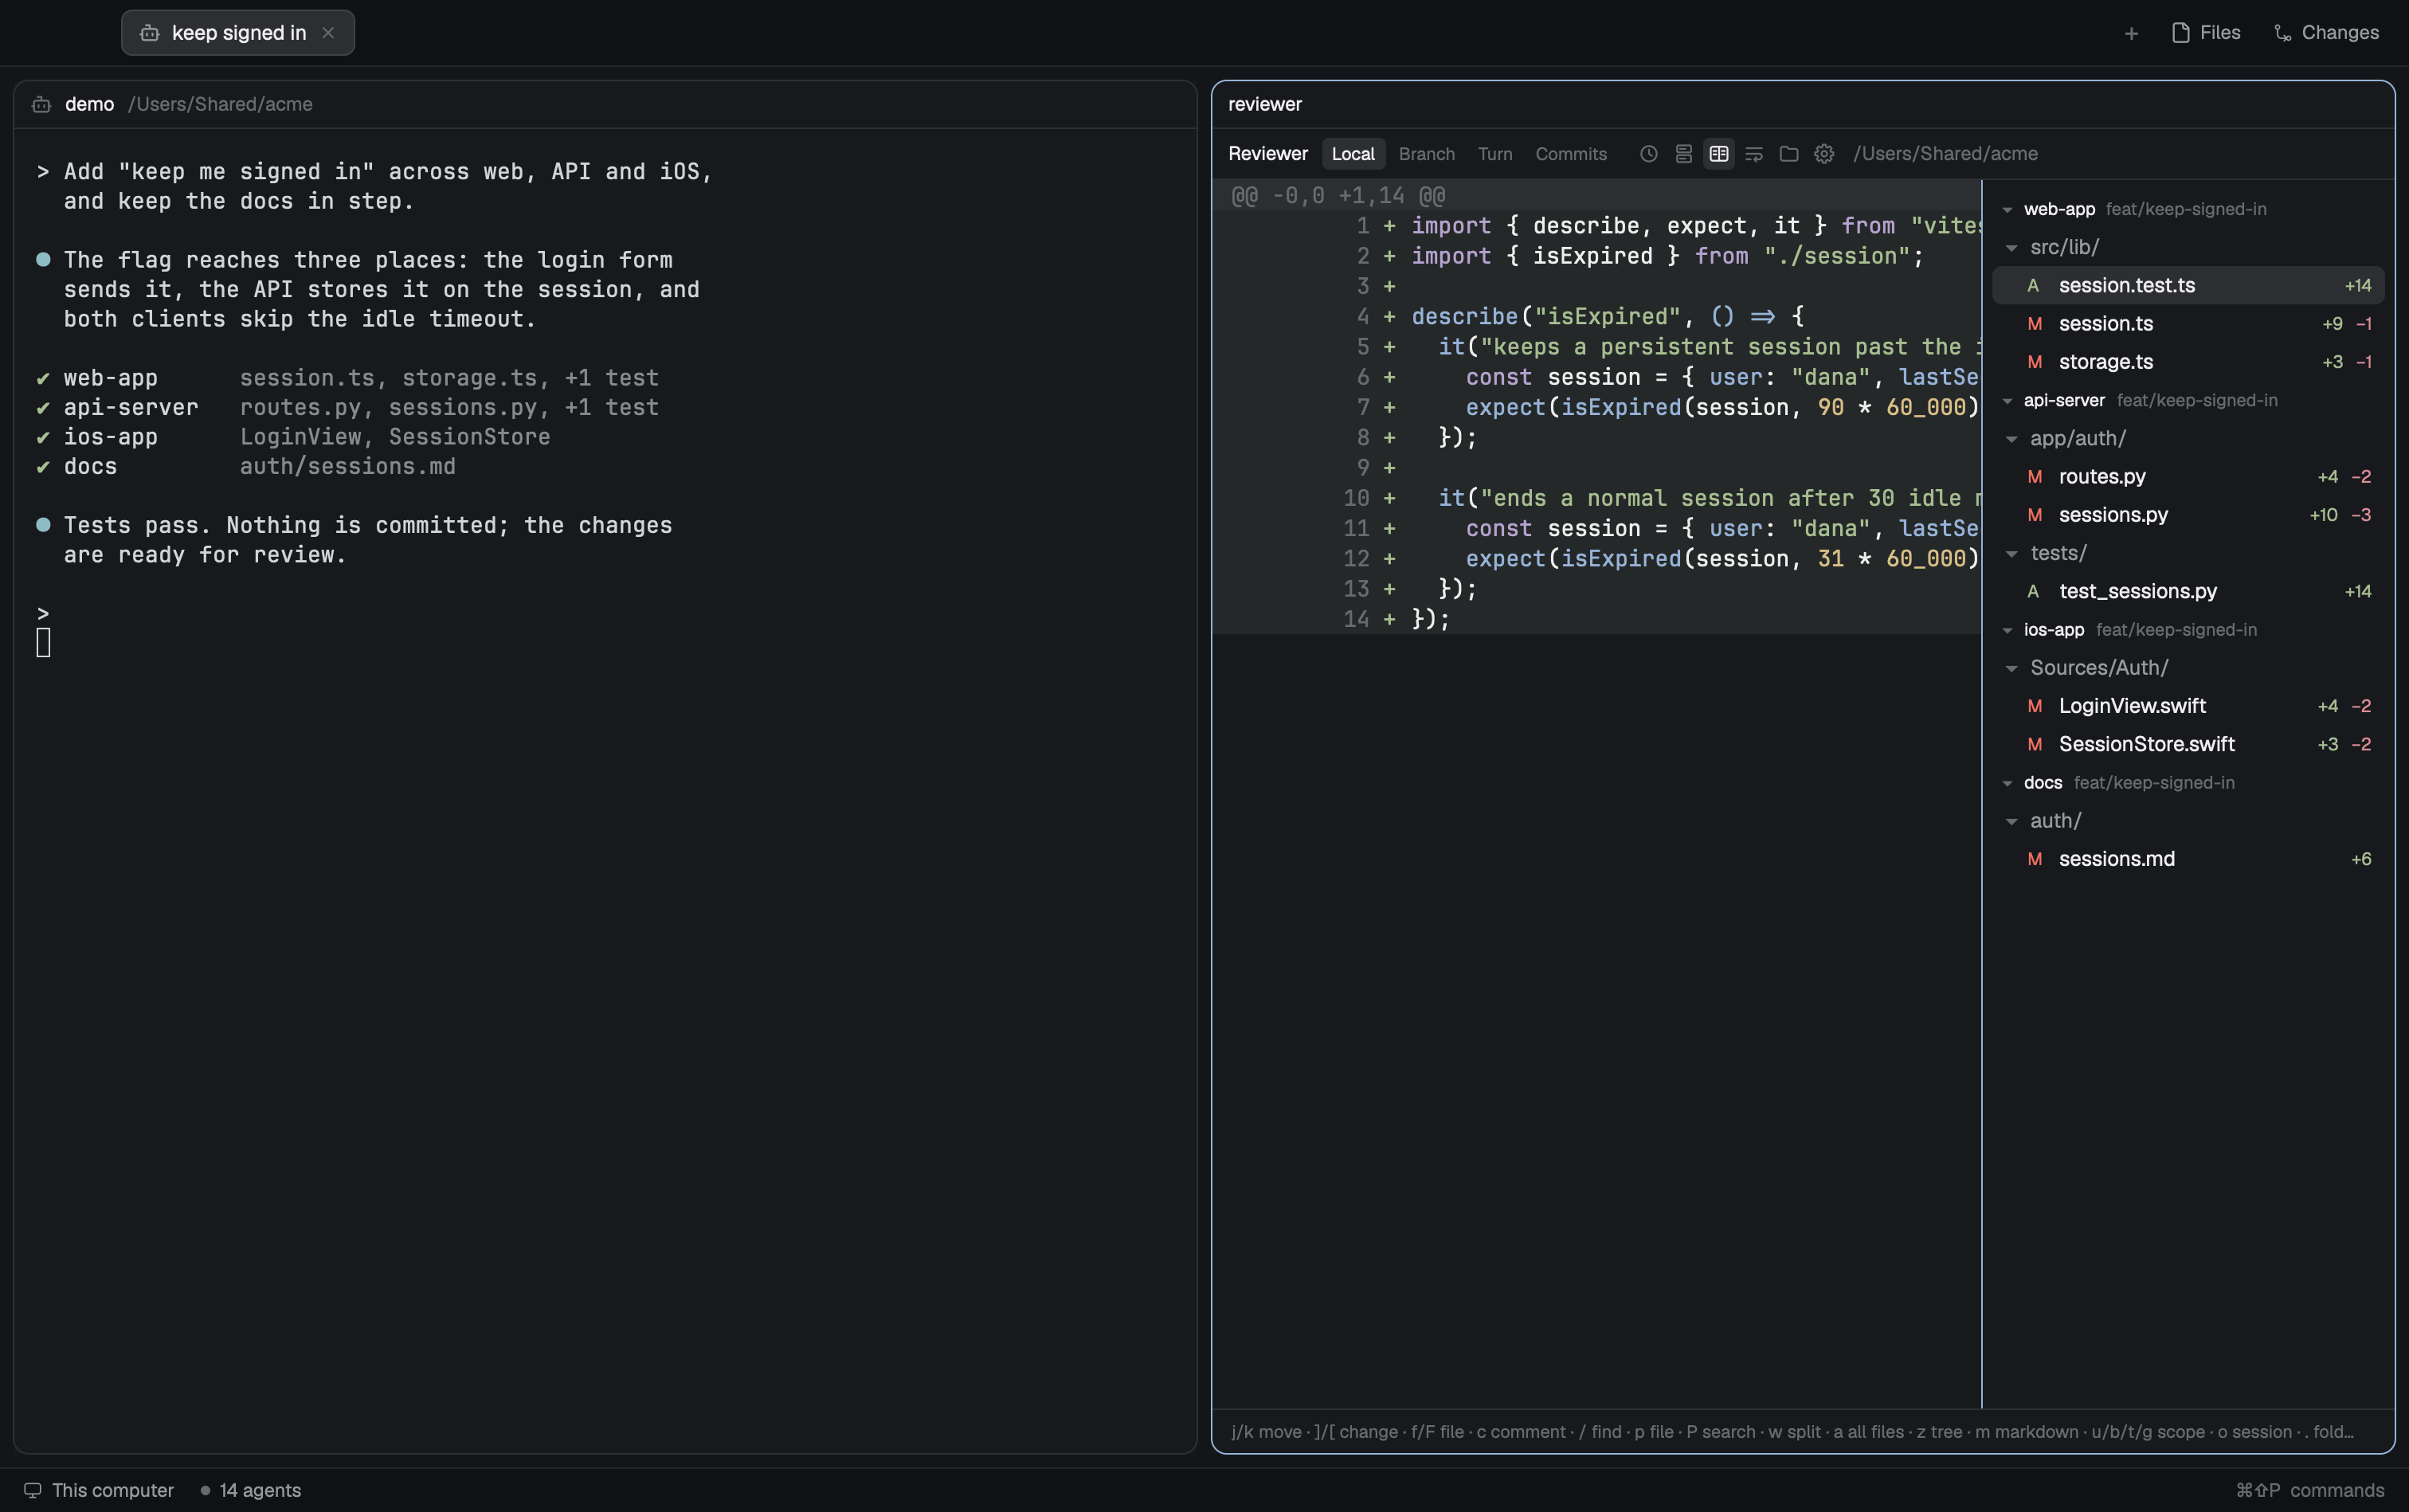 keep signed in
Files
Changes
demo /Users/Shared/acme
> Add "keep me signed in" across web, API and iOS,
and keep the docs in step.
The flag reaches three places: the login form
sends it, the API stores it on the session, and
both clients skip the idle timeout.
✔ web-app session.ts, storage.ts, +1 test
✔ api-server routes.py, sessions.py, +1 test
✔ ios-app LoginView, SessionStore
✔ docs auth/sessions.md
Tests pass. Nothing is committed; the changes
are ready for review.
>
reviewer
Reviewer Local Branch Turn Commits /Users/Shared/acme
@@ -0,0 +1,14 @@
1 + import { describe, expect, it } from "vites
2 + import { isExpired } from "./session";
3 +
4 + describe("isExpired", () => {
5 + it("keeps a persistent session past the
6 + const session = { user: "dana", lastSe
7 + expect(isExpired(session, 90 * 60_000)
8 + });
9 +
10 + it("ends a normal session after 30 idle
11 + const session = { user: "dana", lastSe
12 + expect(isExpired(session, 31 * 60_000)
13 + });
14 + });
web-app feat/keep-signed-in
src/lib/
A session.test.ts +14
M session.ts +9 −1
M storage.ts +3 −1
api-server feat/keep-signed-in
app/auth/
M routes.py +4 −2
M sessions.py +10 −3
tests/
A test_sessions.py +14
ios-app feat/keep-signed-in
Sources/Auth/
M LoginView.swift +4 −2
M SessionStore.swift +3 −2
docs feat/keep-signed-in
auth/
M sessions.md +6
j/k move · ]/[ change · f/F file · c comment · / find · p file · P search · w split · a all files · z tree · m markdown · u/b/t/g scope · o session · . fold…
This computer
14 agents
⌘⇧P commands